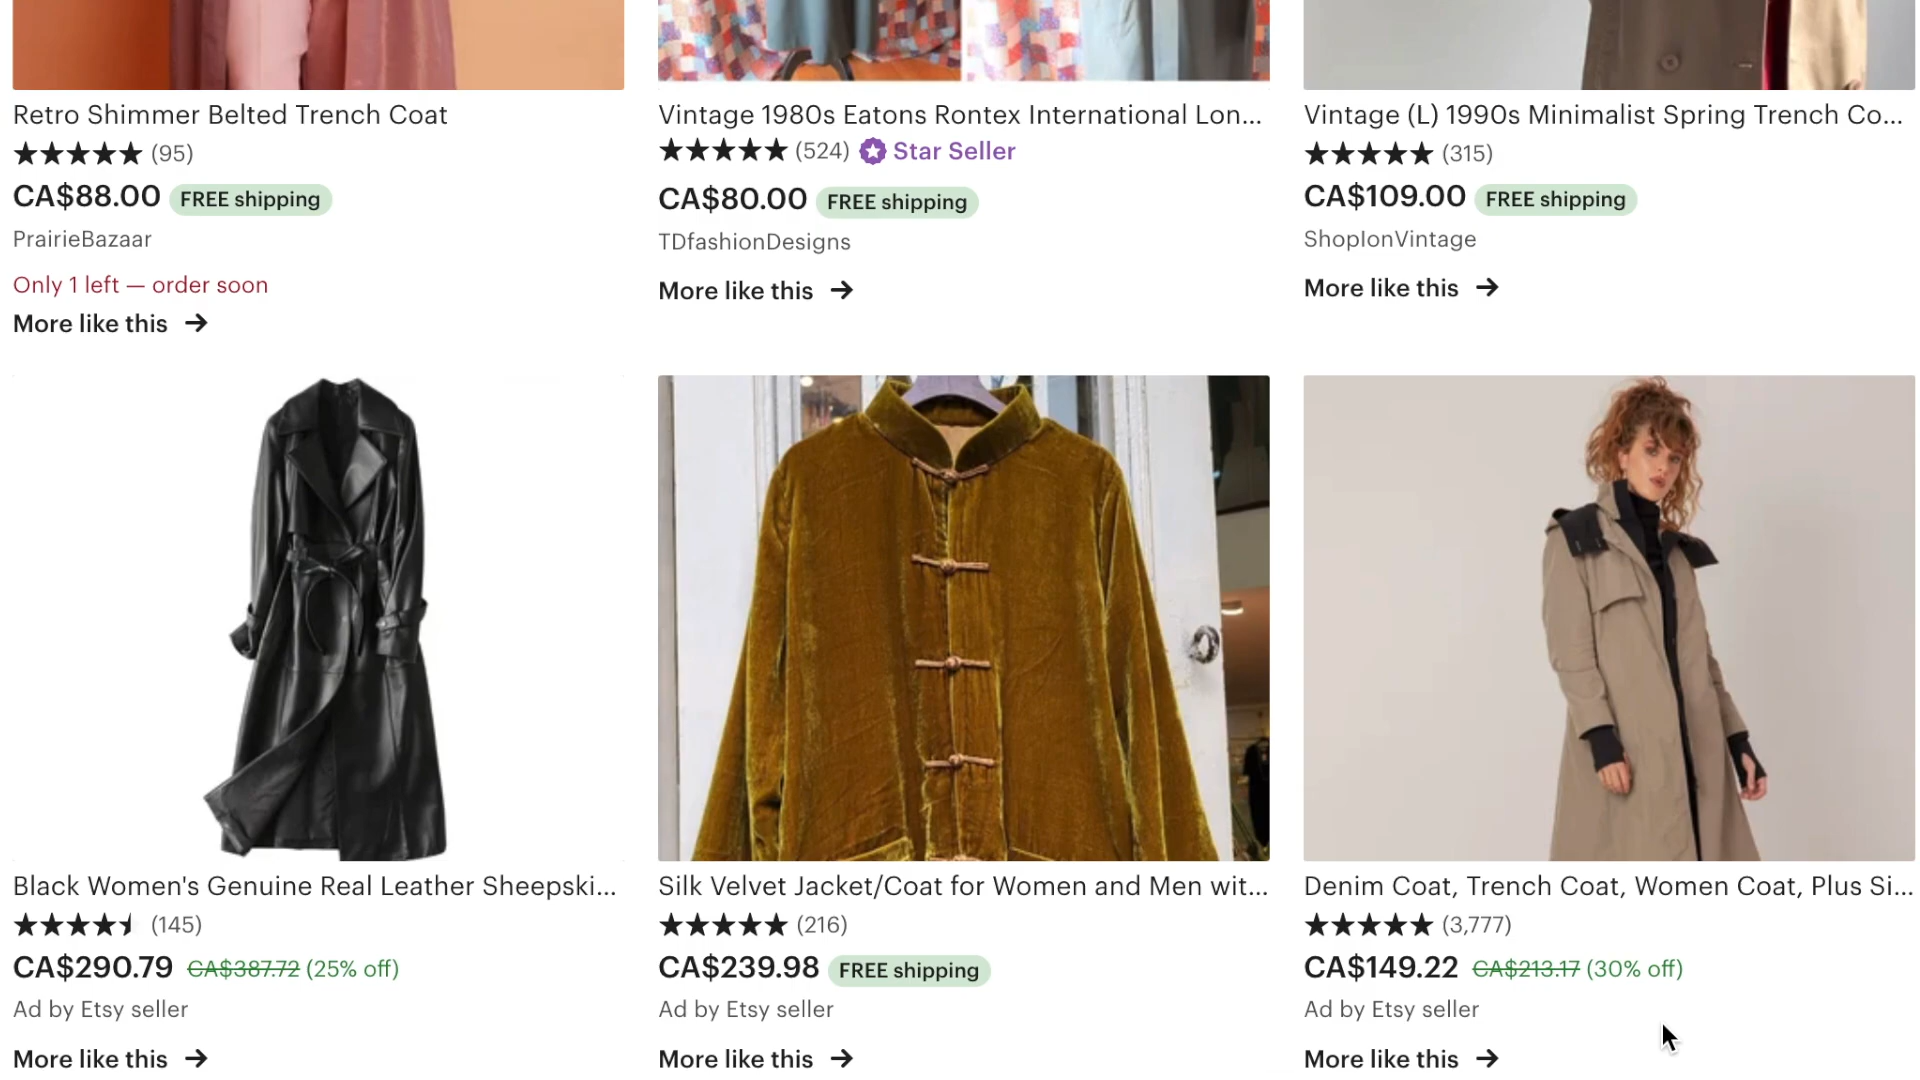 Retro Shimmer Belted Trench Coat
(95)
CA$88.00 FREE shipping
PrairieBazaar
Only 1 left — order soon
More like this
Vintage 1980s Eatons Rontex International Lon...
(524) Star Seller
CA$80.00 FREE shipping
TDfashionDesigns
More like this
Vintage (L) 1990s Minimalist Spring Trench Co...
(315)
CA$109.00 FREE shipping
ShopIonVintage
More like this
Black Women's Genuine Real Leather Sheepski...
(145)
CA$290.79 CA$387.72 (25% off)
Ad by Etsy seller
More like this
Silk Velvet Jacket/Coat for Women and Men wit...
(216)
CA$239.98 FREE shipping
Ad by Etsy seller
More like this
Denim Coat, Trench Coat, Women Coat, Plus Si...
(3,777)
CA$149.22 CA$213.17 (30% off)
Ad by Etsy seller
More like this